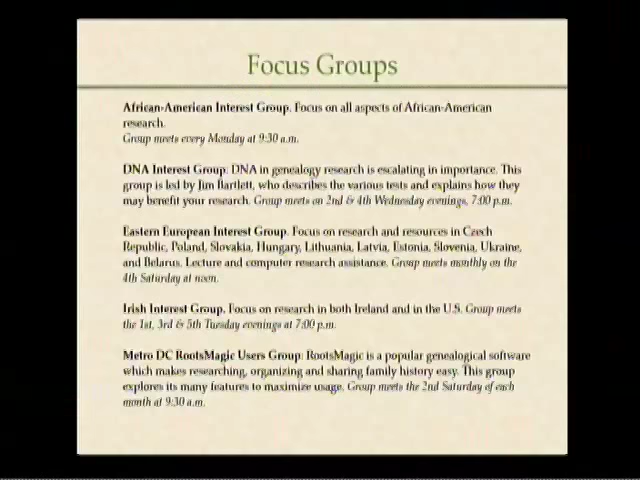 Focus Groups
African-American Interest Group. Focus on all aspects of African-American
research.
Group meets every Monday at 9:30 a.m.
DNA Interest Group: DNA in genealogy research is escalating in importance. This
group is led by Jim Bartlett, who describes the various tests and explains how they
may benefit your research. Group meets on 2nd & 4th Wednesday evenings, 7:00 p.m.
Eastern European Interest Group. Focus on research and resources in Czech
Republic, Poland, Slovakia, Hungary, Lithuania, Latvia, Estonia, Slovenia, Ukraine,
and Belarus. Lecture and computer research assistance. Group meets monthly on the
4th Saturday at noon.
Irish Interest Group. Focus on research in both Ireland and in the U.S. Group meets
the 1st, 3rd & 5th Tuesday evenings at 7:00 p.m.
Metro DC RootsMagic Users Group: RootsMagic is a popular genealogical software
which makes researching, organizing and sharing family history easy. This group
explores its many features to maximize usage. Group meets the 2nd Saturday of each
month at 9:30 a.m.